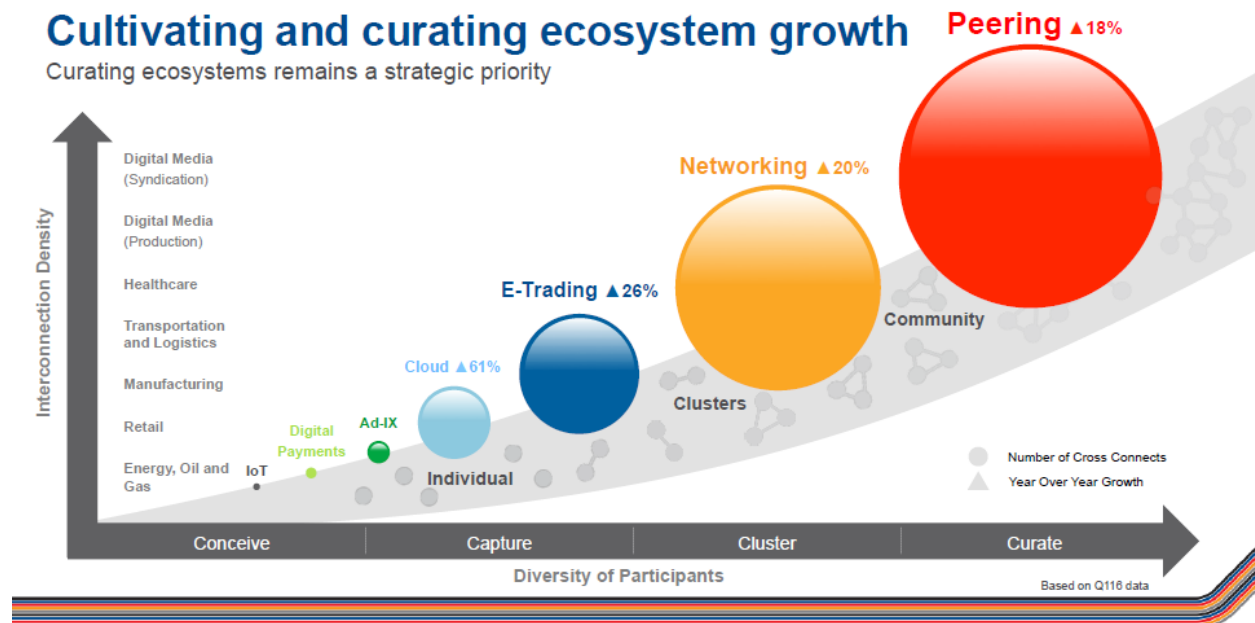 Cultivating and curating ecosystem growth
Curating ecosystems remains a strategic priority
Peering ▲18%
Networking ▲20%
E-Trading ▲26%
Cloud ▲61%
Ad-IX
Digital
Payments
IoT
Interconnection Density
Digital Media
(Syndication)
Digital Media
(Production)
Healthcare
Transportation
and Logistics
Manufacturing
Retail
Energy, Oil and
Gas
Individual
Clusters
Community
Number of Cross Connects
Year Over Year Growth
Conceive
Capture
Cluster
Curate
Diversity of Participants
Based on Q116 data